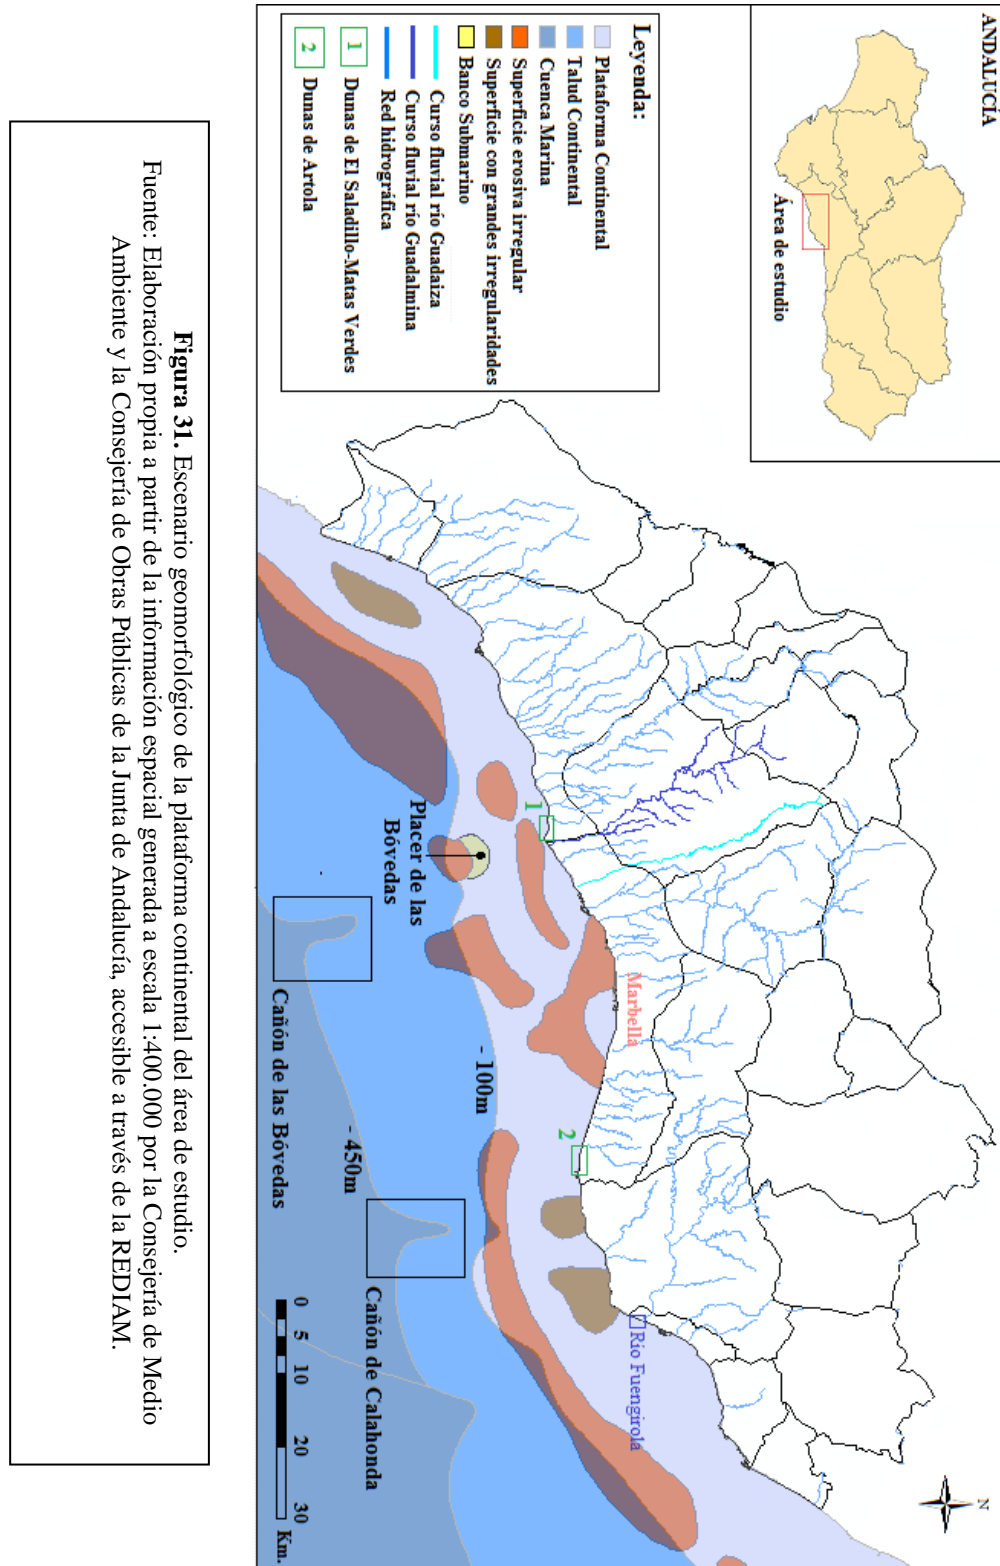 ANDALUCÍA
Área de estudio
Leyenda:
Plataforma Continental
Talud Continental
Cuenca Marina
Superficie erosiva irregular
Superficie con grandes irregularidades
Banco Submarino
Curso fluvial río Guadaiza
Curso fluvial río Guadalmina
Red hidrográfica
1 Dunas de El Saladillo-Matas Verdes
2 Dunas de Artola
N
Marbella
Río Fuengirola
1
2
Placer de las
Bóvedas
- 100m
- 450m
Cañón de las Bóvedas
Cañón de Calahonda
0 5 10 20 30 Km.
Figura 31. Escenario geomorfológico de la plataforma continental del área de estudio.
Fuente: Elaboración propia a partir de la información espacial generada a escala 1:400.000 por la Consejería de Medio
Ambiente y la Consejería de Obras Públicas de la Junta de Andalucía, accesible a través de la REDIAM.